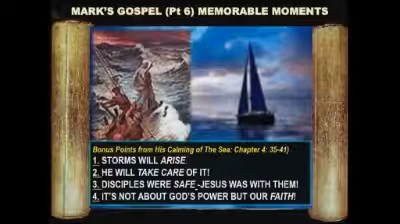 MARK'S GOSPEL (Pt 6) MEMORABLE MOMENTS
Bonus Points from His Calming of The Sea: Chapter 4: 35-41)
1. STORMS WILL ARISE.
2. HE WILL TAKE CARE OF IT!
3. DISCIPLES WERE SAFE-JESUS WAS WITH THEM!
4. IT'S NOT ABOUT GOD'S POWER BUT OUR FAITH!